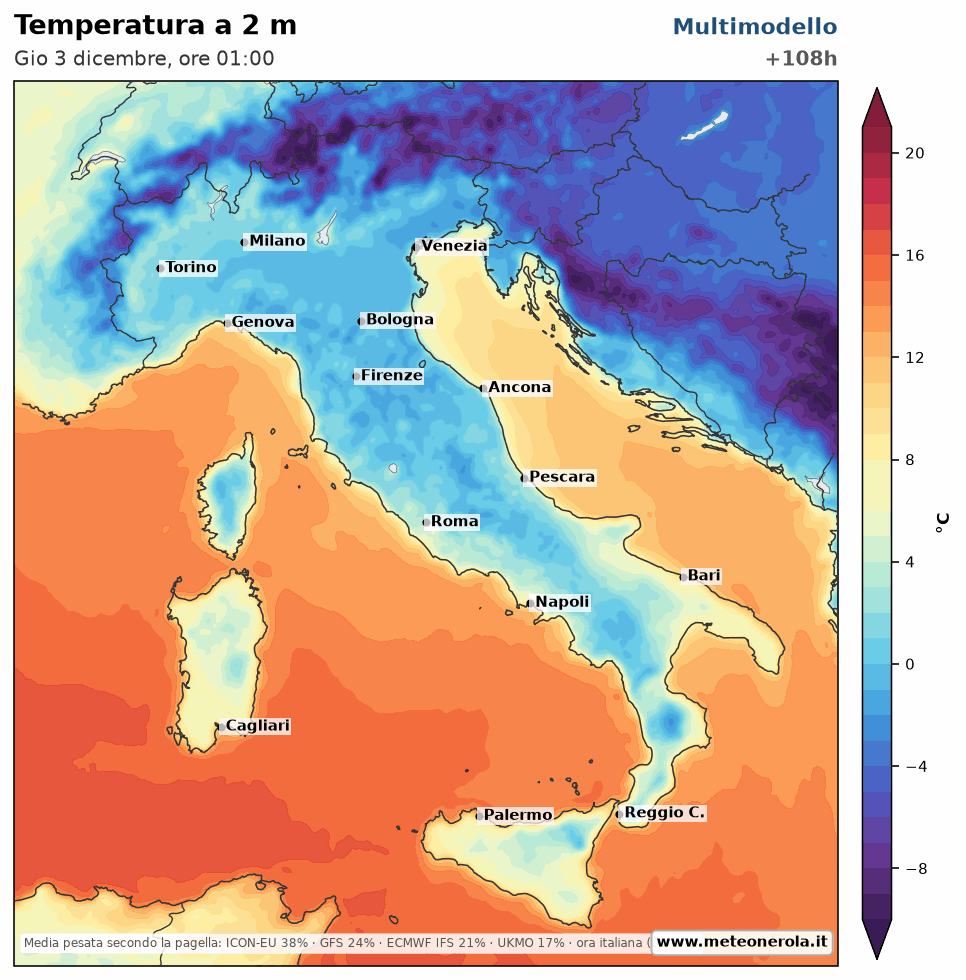 Temperatura a 2 m
Multimodello
Gio 3 dicembre, ore 01:00
+108h
20
16
12
8
4
0
−4
−8
°C
Milano
Venezia
Torino
Genova
Bologna
Firenze
Ancona
Pescara
Roma
Bari
Napoli
Cagliari
Palermo
Reggio C.
Media pesata secondo la pagella: ICON-EU 38% · GFS 24% · ECMWF IFS 21% · UKMO 17% · ora italiana (
www.meteonerola.it